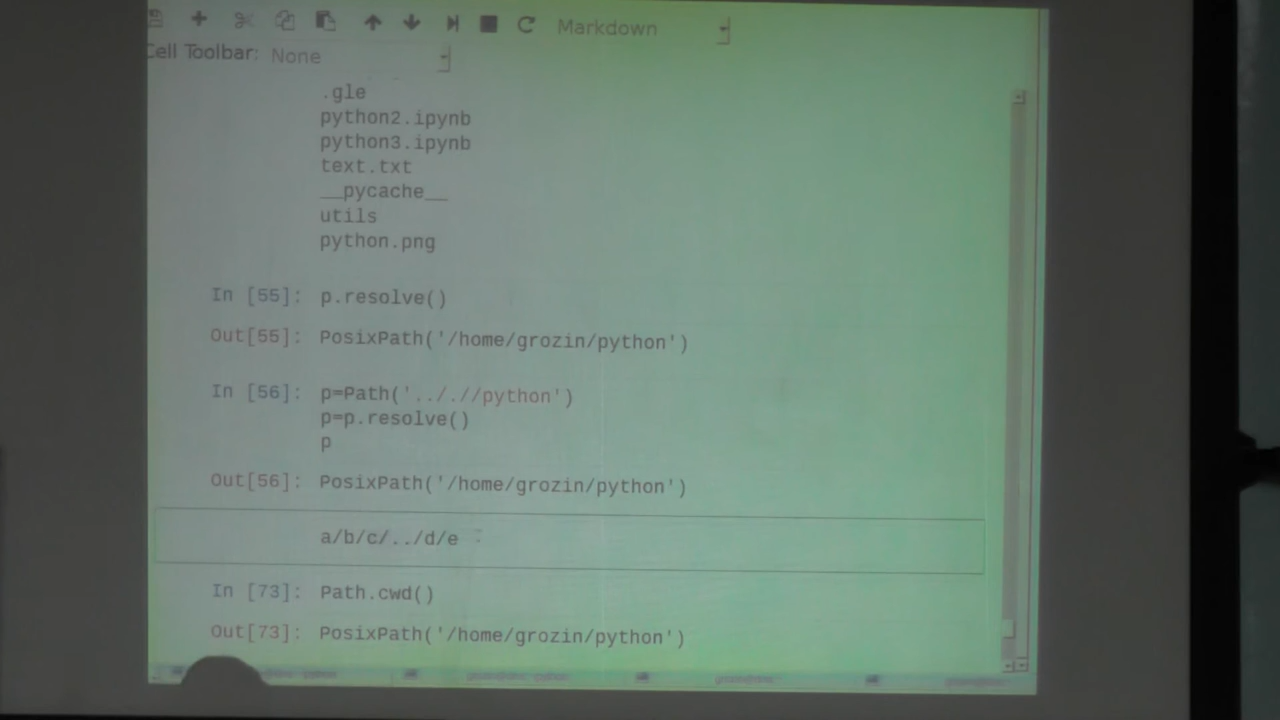 Markdown
Cell Toolbar: None
.gle
python2.ipynb
python3.ipynb
text.txt
__pycache__
utils
python.png
In [55]: p.resolve()
Out[55]: PosixPath('/home/grozin/python')
In [56]: p=Path('.././/python')
p=p.resolve()
p
Out[56]: PosixPath('/home/grozin/python')
a/b/c/../d/e
In [73]: Path.cwd()
Out[73]: PosixPath('/home/grozin/python')